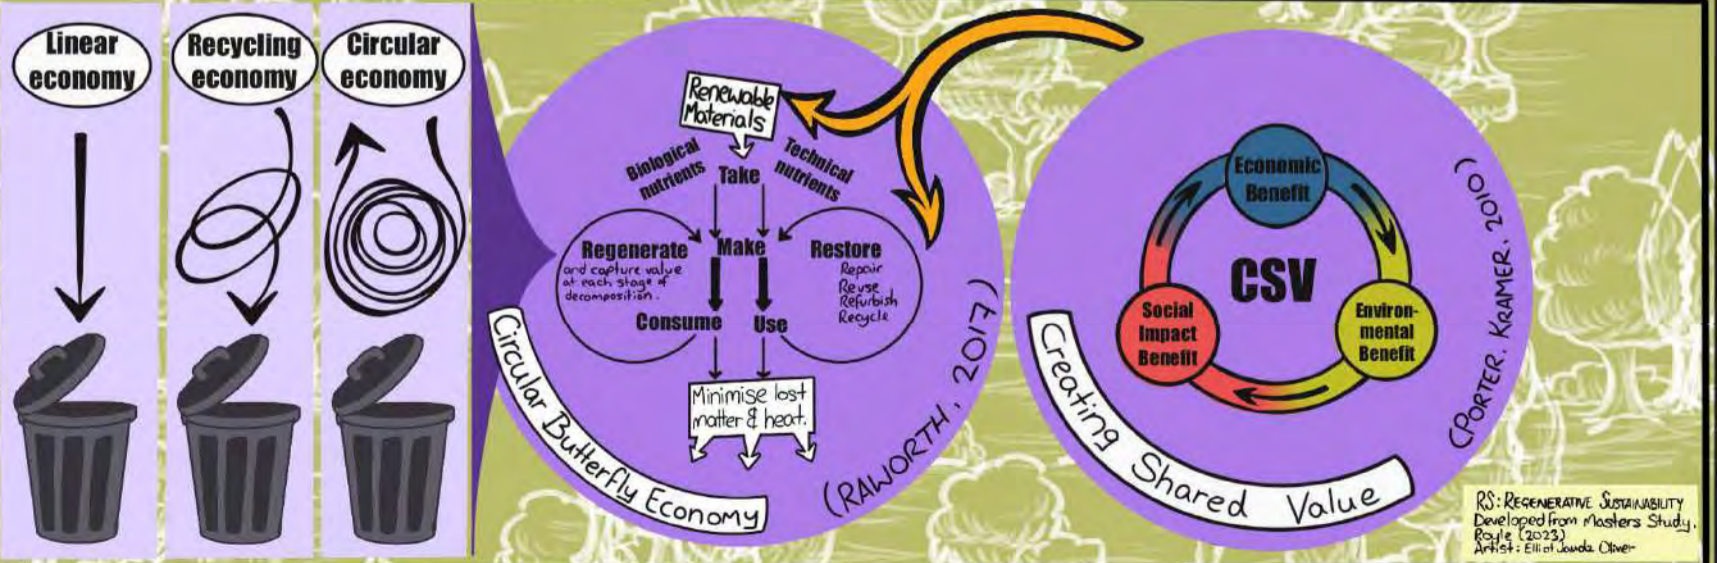 Linear
economy
Recycling
economy
Circular
economy
Renewable
Materials
Biological
nutrients
Technical
nutrients
Take
Regenerate
and capture value
at each stage of
decomposition.
Make
Restore
Repair
Reuse
Refurbish
Recycle
Consume
Use
Minimise lost
matter & heat.
Circular Butterfly Economy
(RAWORTH, 2017)
Economic
Benefit
CSV
Social
Impact
Benefit
Environ-
mental
Benefit
Creating Shared Value
(PORTER, KRAMER, 2010)
RS: REGENERATIVE SUSTAINABILITY
Developed from Masters Study,
Royle (2023)
Artist: Elliot Oliver